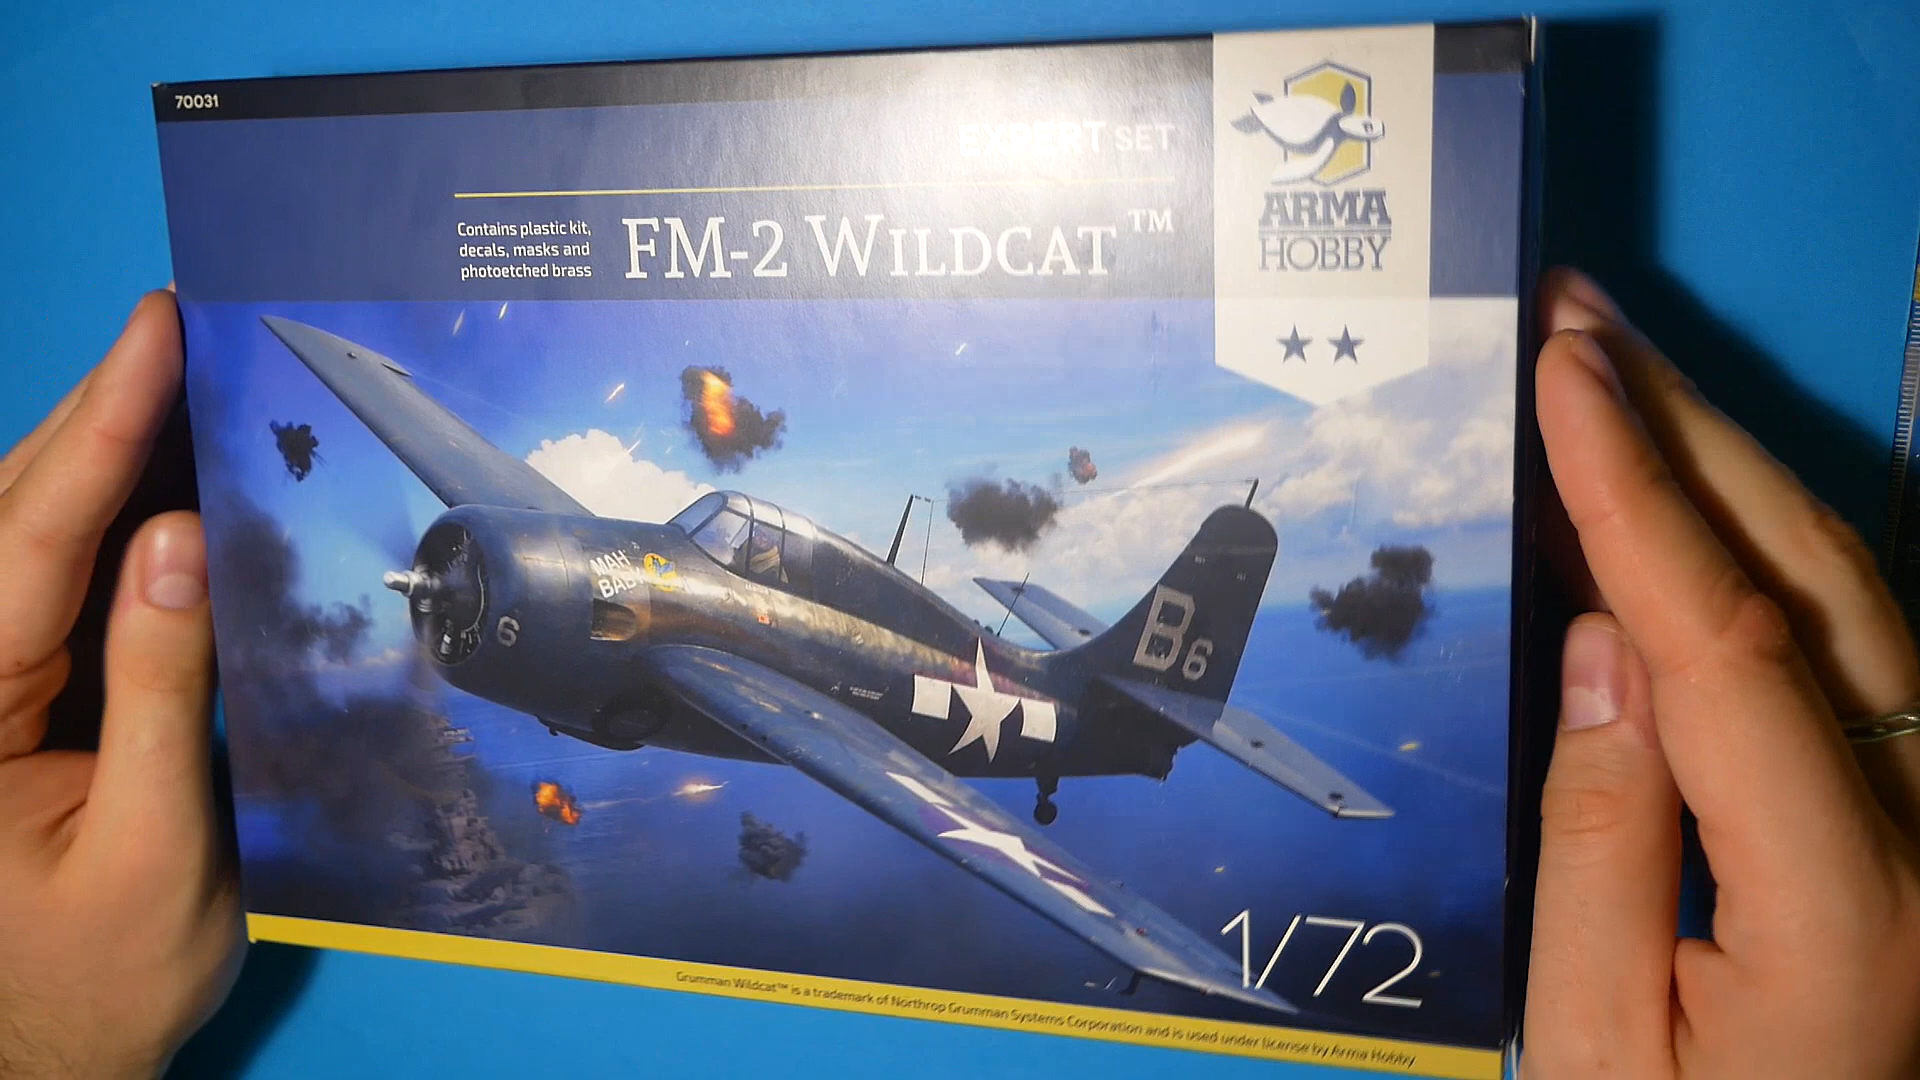 70031
EXPERT SET
Contains plastic kit,
decals, masks and
photoetched brass
FM-2 WILDCAT™
ARMA
HOBBY
MAH
BABY
6
B6
1/72
Grumman Wildcat™ is a trademark of Northrop Grumman Systems Corporation and is used under license by Arma Hobby